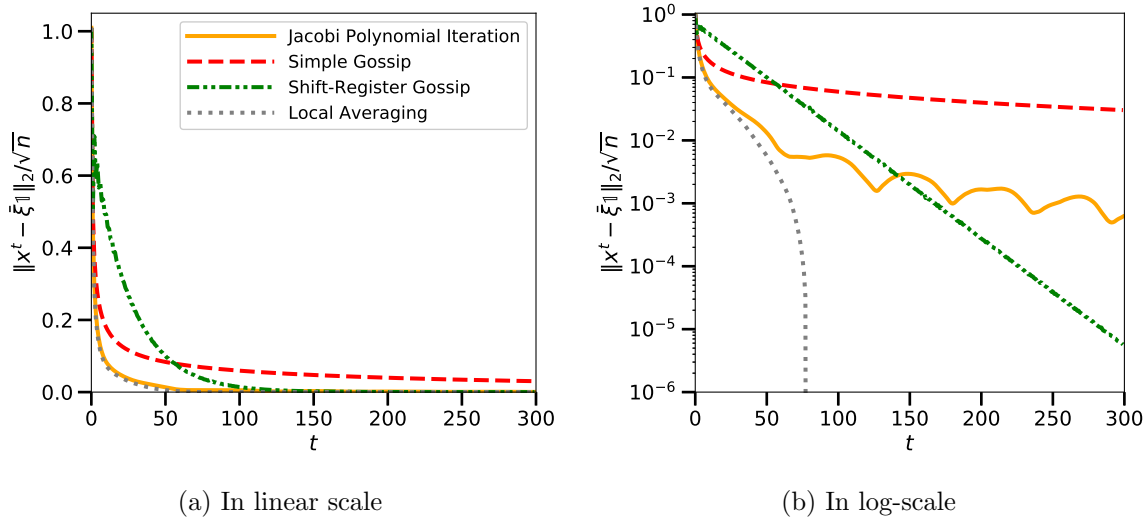 1.0
0.8
0.6
0.4
0.2
0.0
‖x^t − ξ̄𝟙‖₂/√n
Jacobi Polynomial Iteration
Simple Gossip
Shift-Register Gossip
Local Averaging
0 50 100 150 200 250 300
t
(a) In linear scale
10^0
10^−1
10^−2
10^−3
10^−4
10^−5
10^−6
‖x^t − ξ̄𝟙‖₂/√n
0 50 100 150 200 250 300
t
(b) In log-scale